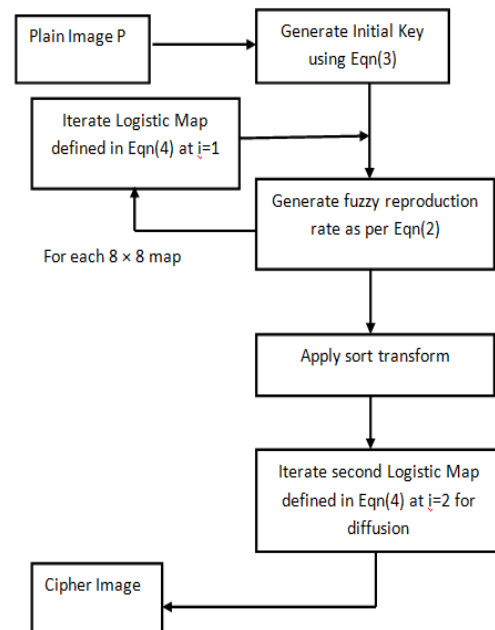 Plain Image P
Generate Initial Key
using Eqn(3)
Iterate Logistic Map
defined in Eqn(4) at i=1
Generate fuzzy reproduction
rate as per Eqn(2)
For each 8 × 8 map
Apply sort transform
Iterate second Logistic Map
defined in Eqn(4) at i=2 for
diffusion
Cipher Image